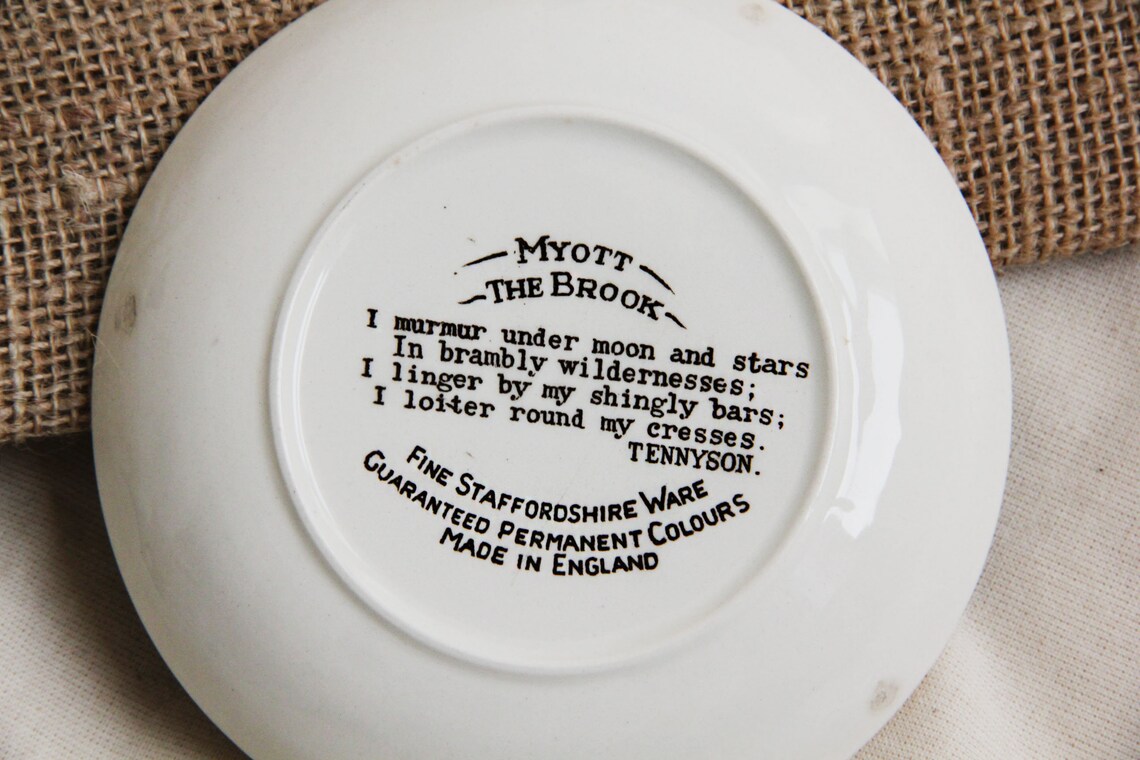 MYOTT
THE BROOK
I murmur under moon and stars
In brambly wildernesses;
I linger by my shingly bars;
I loiter round my cresses.
TENNYSON.
FINE STAFFORDSHIRE WARE
GUARANTEED PERMANENT COLOURS
MADE IN ENGLAND